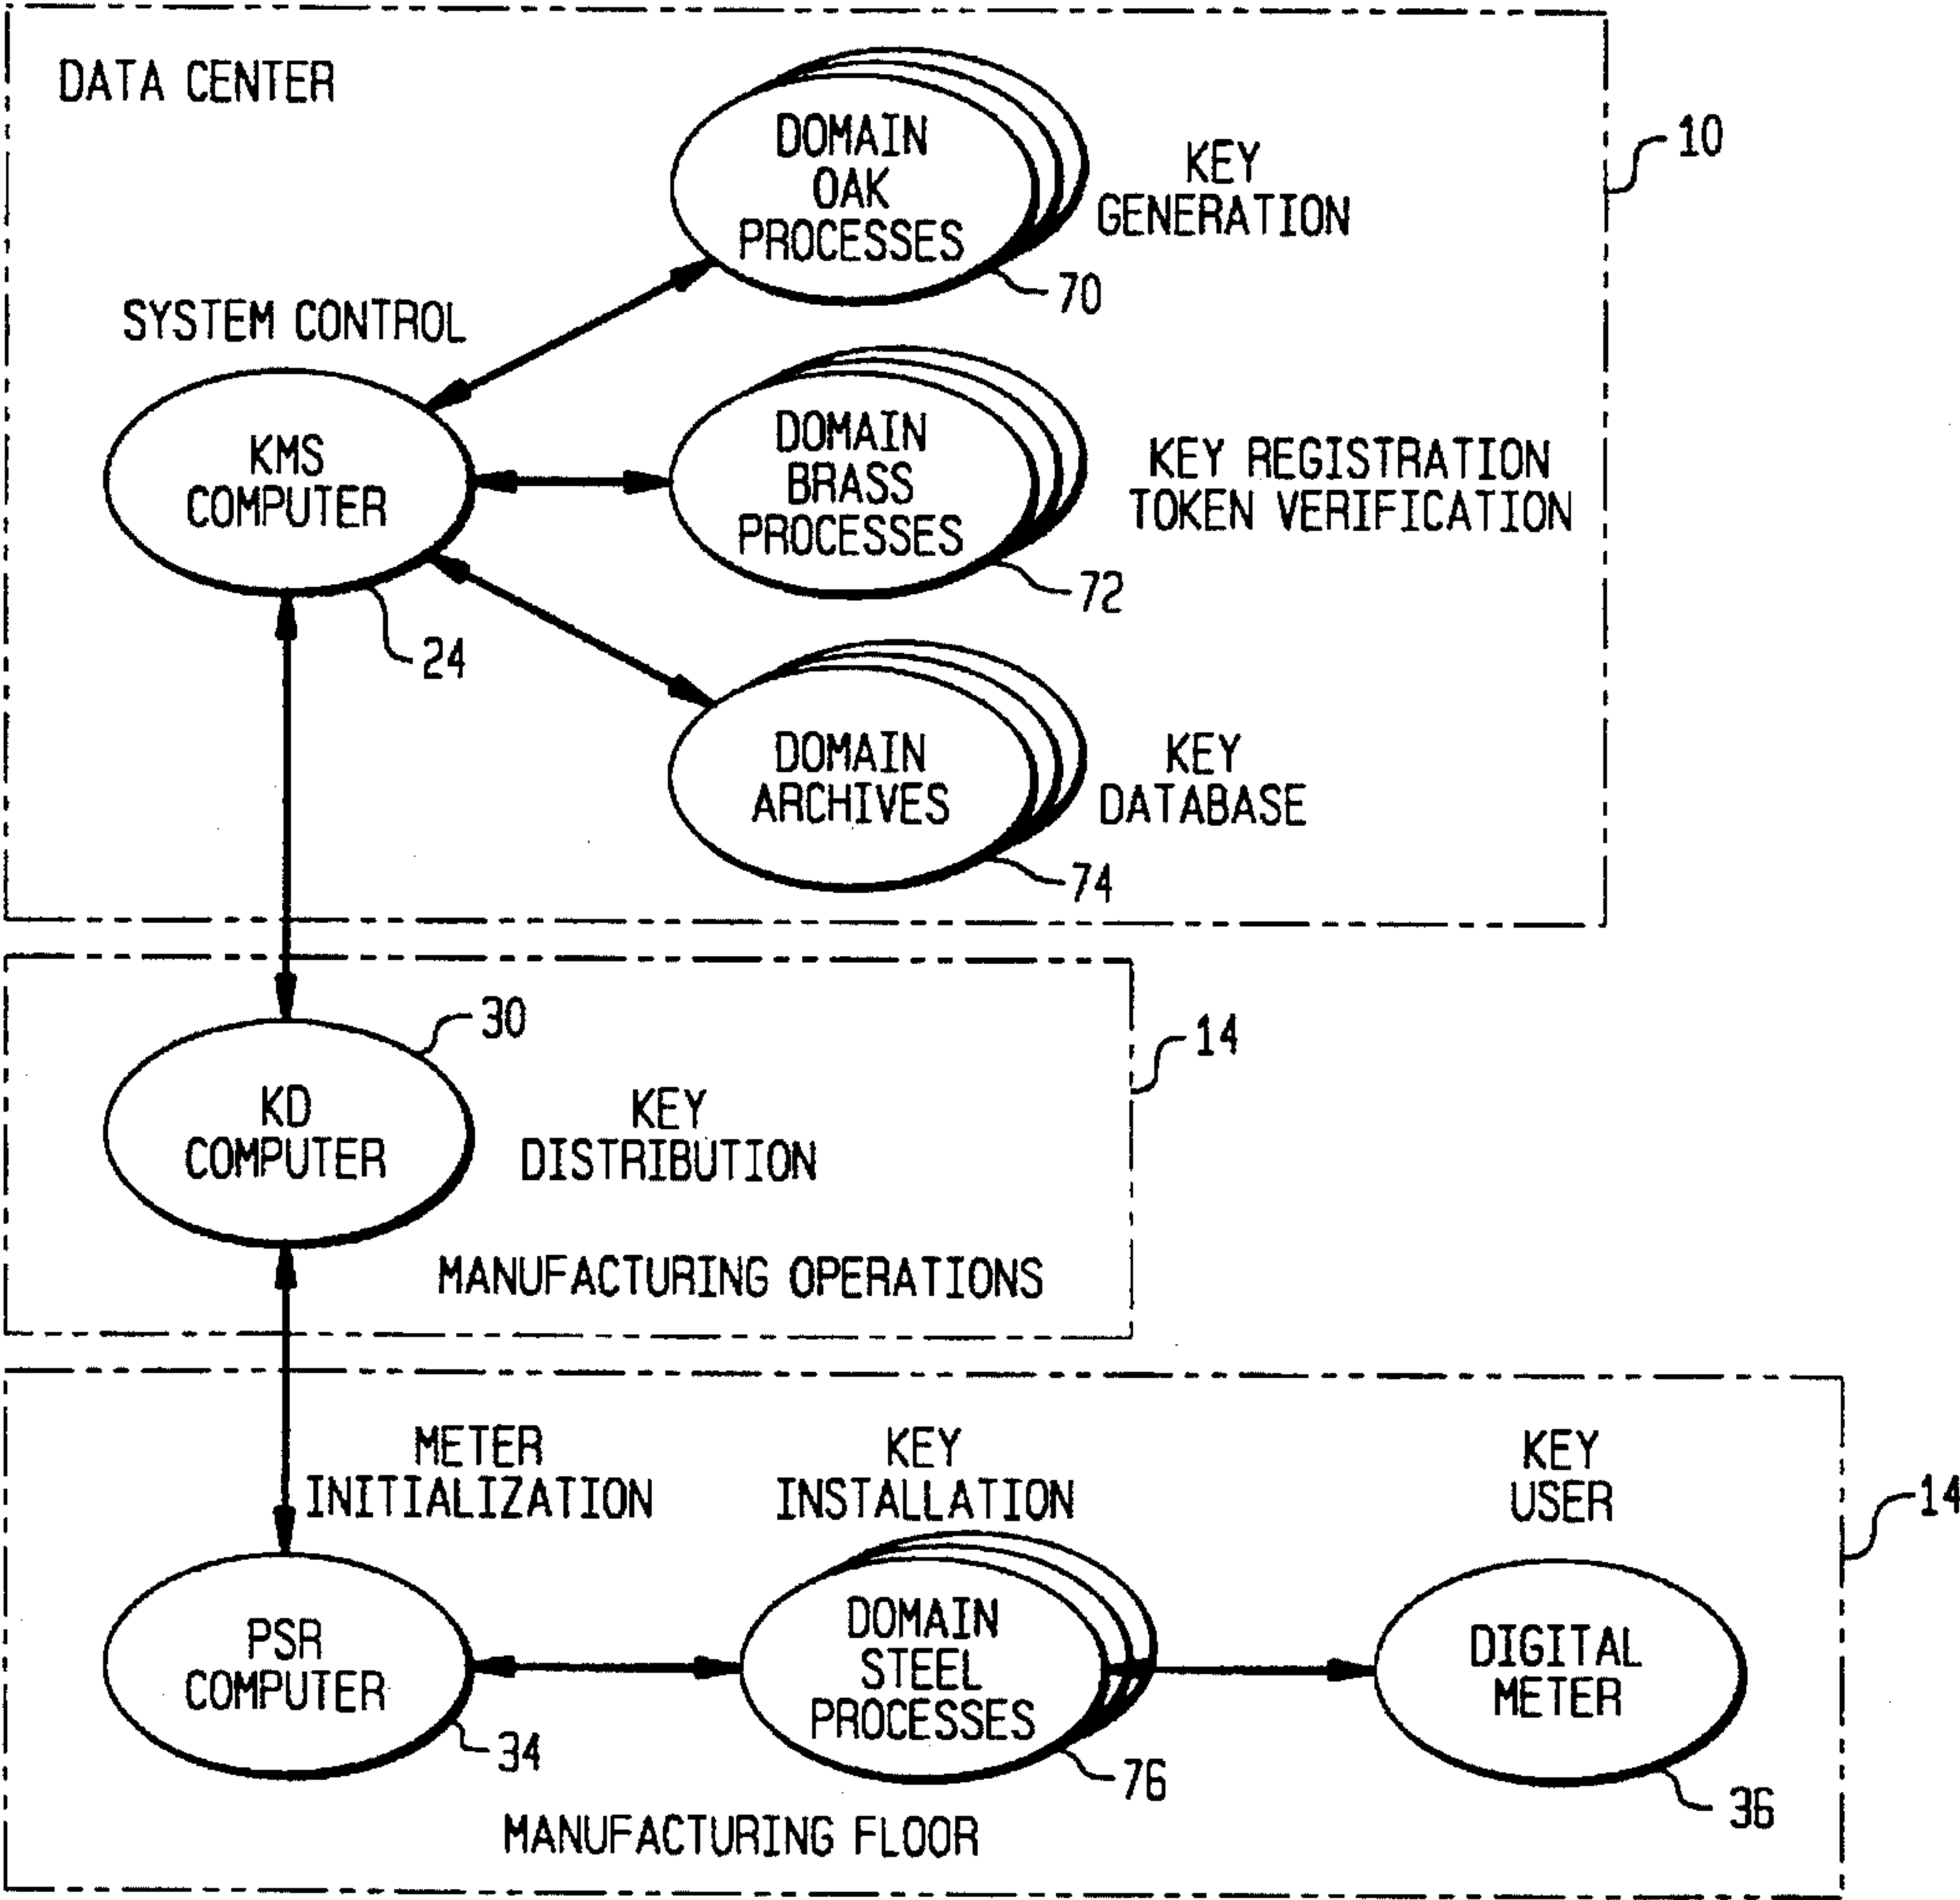 DATA CENTER
DOMAIN
OAK
PROCESSES
KEY
GENERATION
10
70
SYSTEM CONTROL
KMS
COMPUTER
24
DOMAIN
BRASS
PROCESSES
KEY REGISTRATION
TOKEN VERIFICATION
72
DOMAIN
ARCHIVES
KEY
DATABASE
74
30
14
KD
COMPUTER
KEY
DISTRIBUTION
MANUFACTURING OPERATIONS
METER
INITIALIZATION
KEY
INSTALLATION
KEY
USER
14
PSR
COMPUTER
34
DOMAIN
STEEL
PROCESSES
76
DIGITAL
METER
36
MANUFACTURING FLOOR